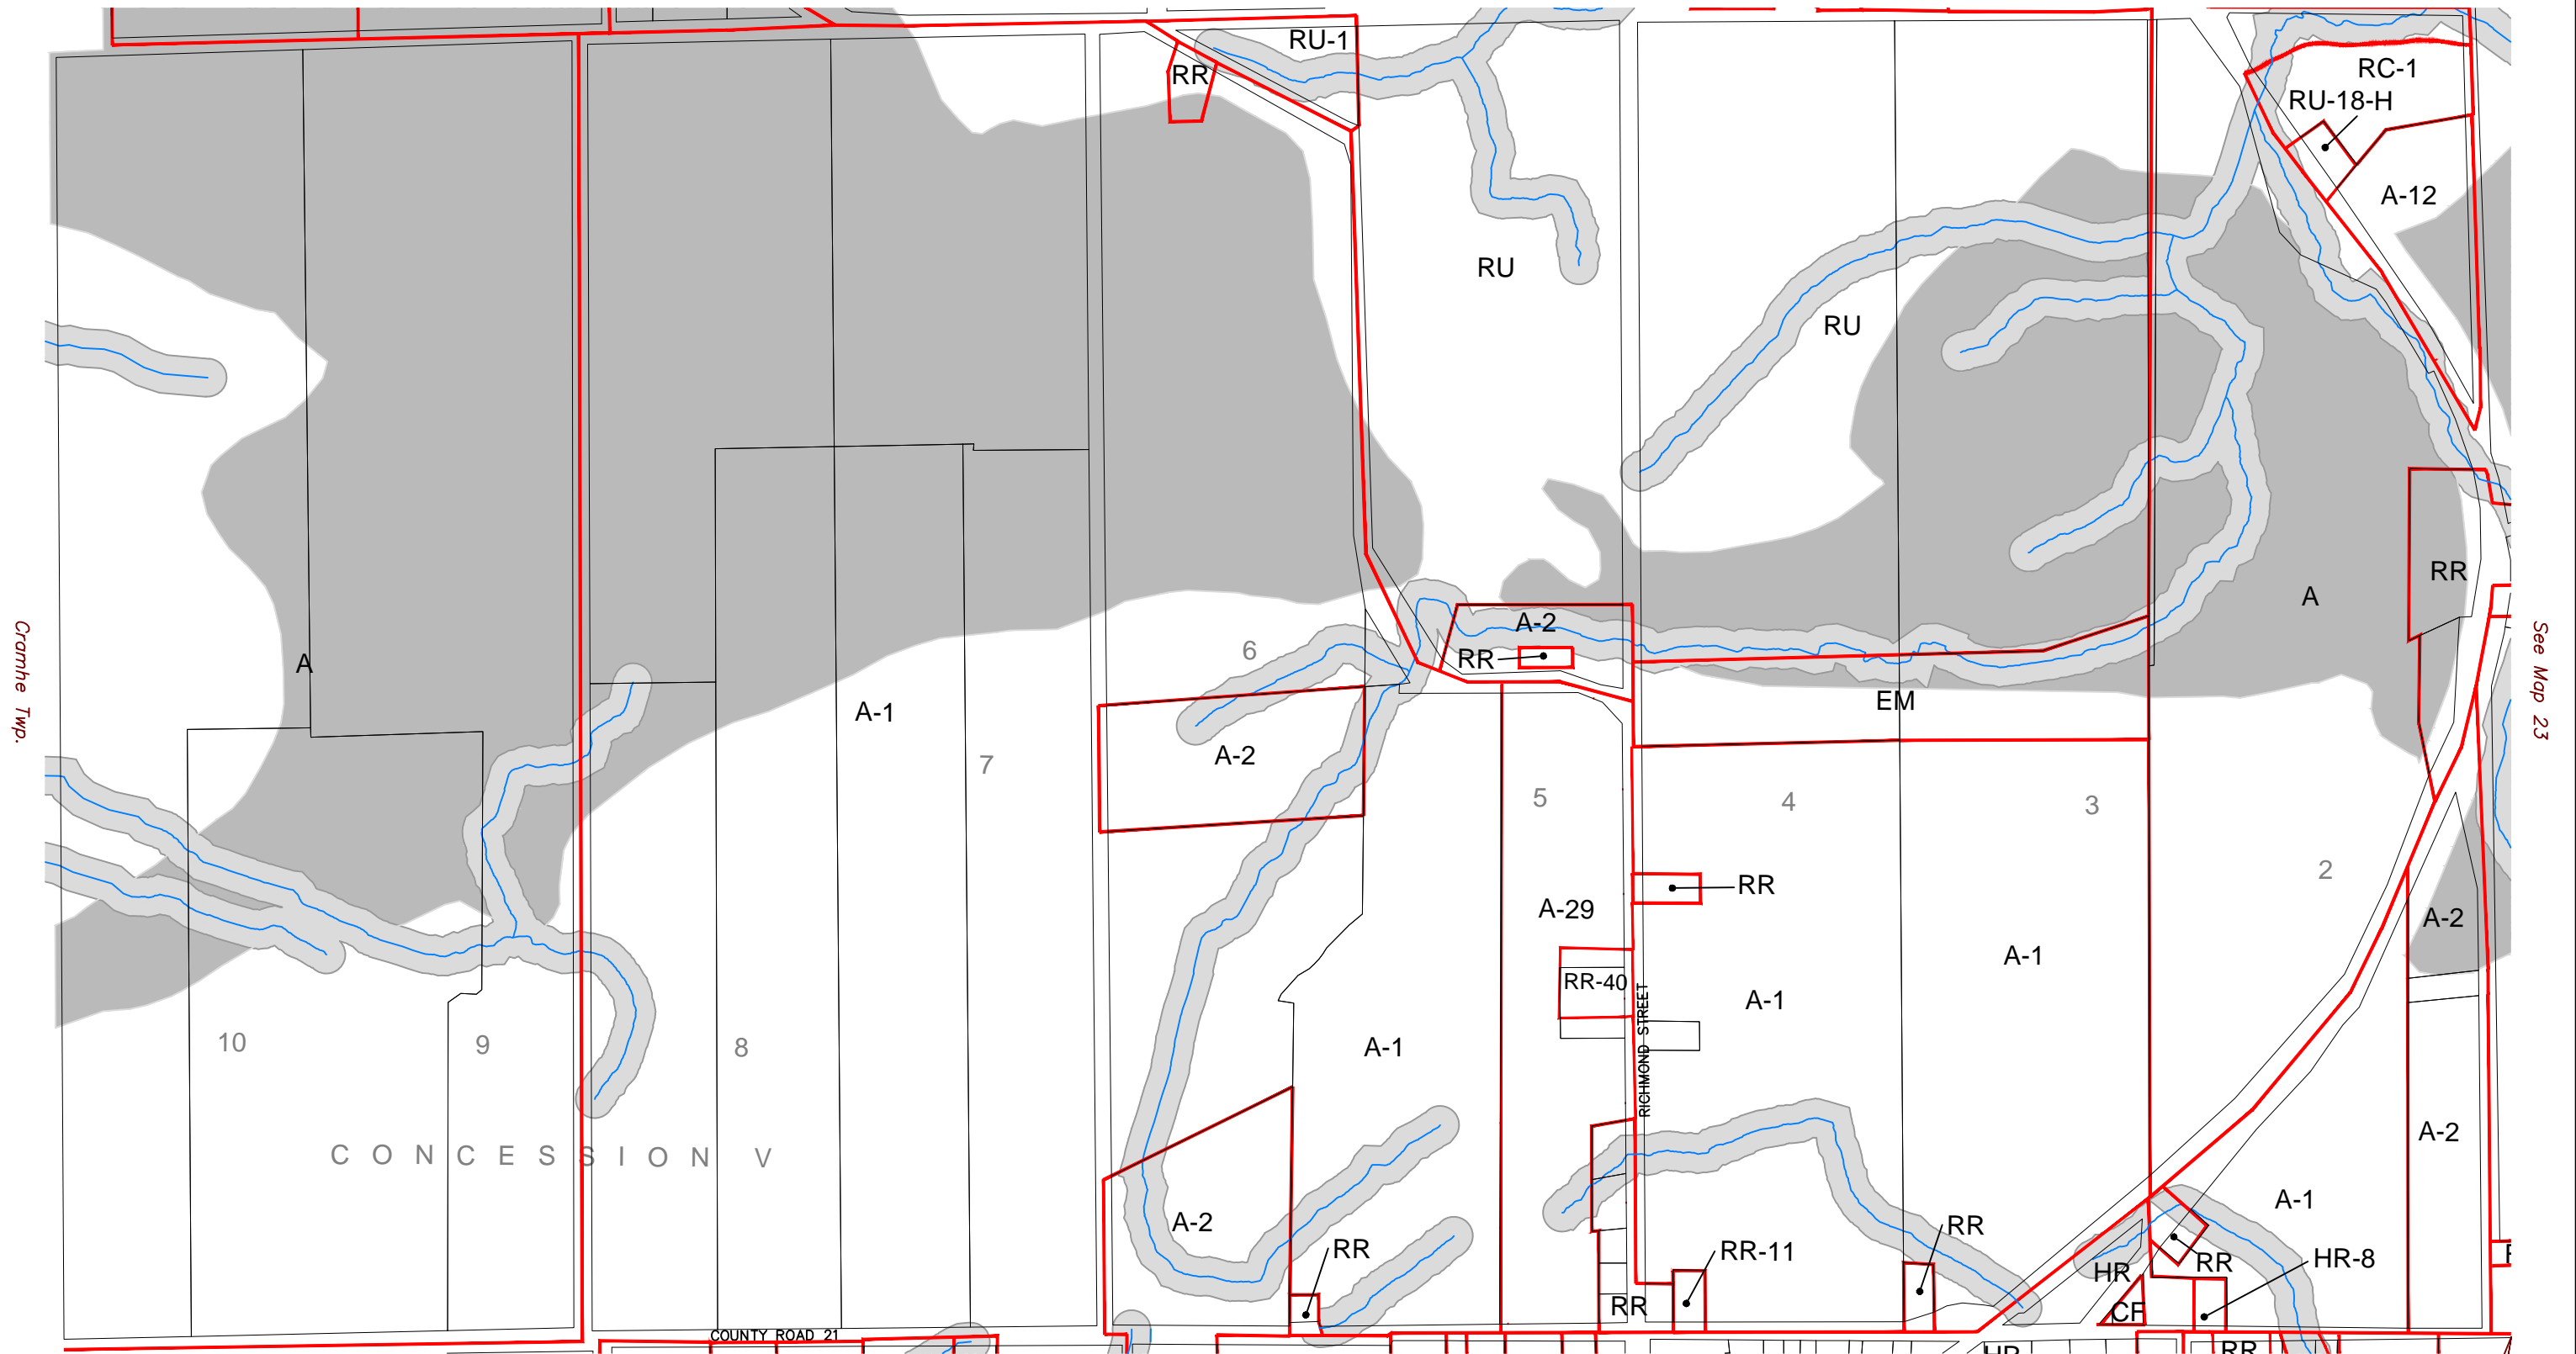 RU-1
RR
RC-1
RU-18-H
A-12
RU
RU
RR
A
A-2
RR
6
A
Cramhe Twp.
See Map 23
EM
A-1
7
A-2
5
4
3
2
RR
A-29
A-2
A-1
RR-40
A-1
RICHMOND STREET
10
9
8
A-1
A-2
CONCESSION V
A-1
A-2
RR
RR
RR-11
HR
RR
HR-8
RR
CF
COUNTY ROAD 21
HR
RR